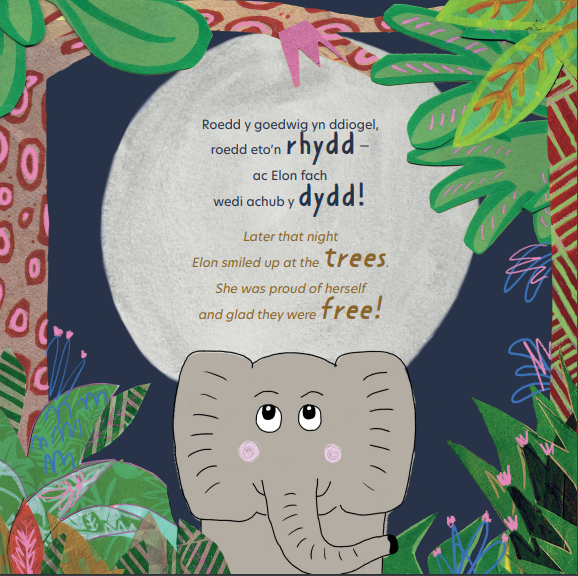 Roedd y goedwig yn ddiogel,
roedd eto'n rhydd –
ac Elon fach
wedi achub y dydd!
Later that night
Elon smiled up at the trees.
She was proud of herself
and glad they were free!